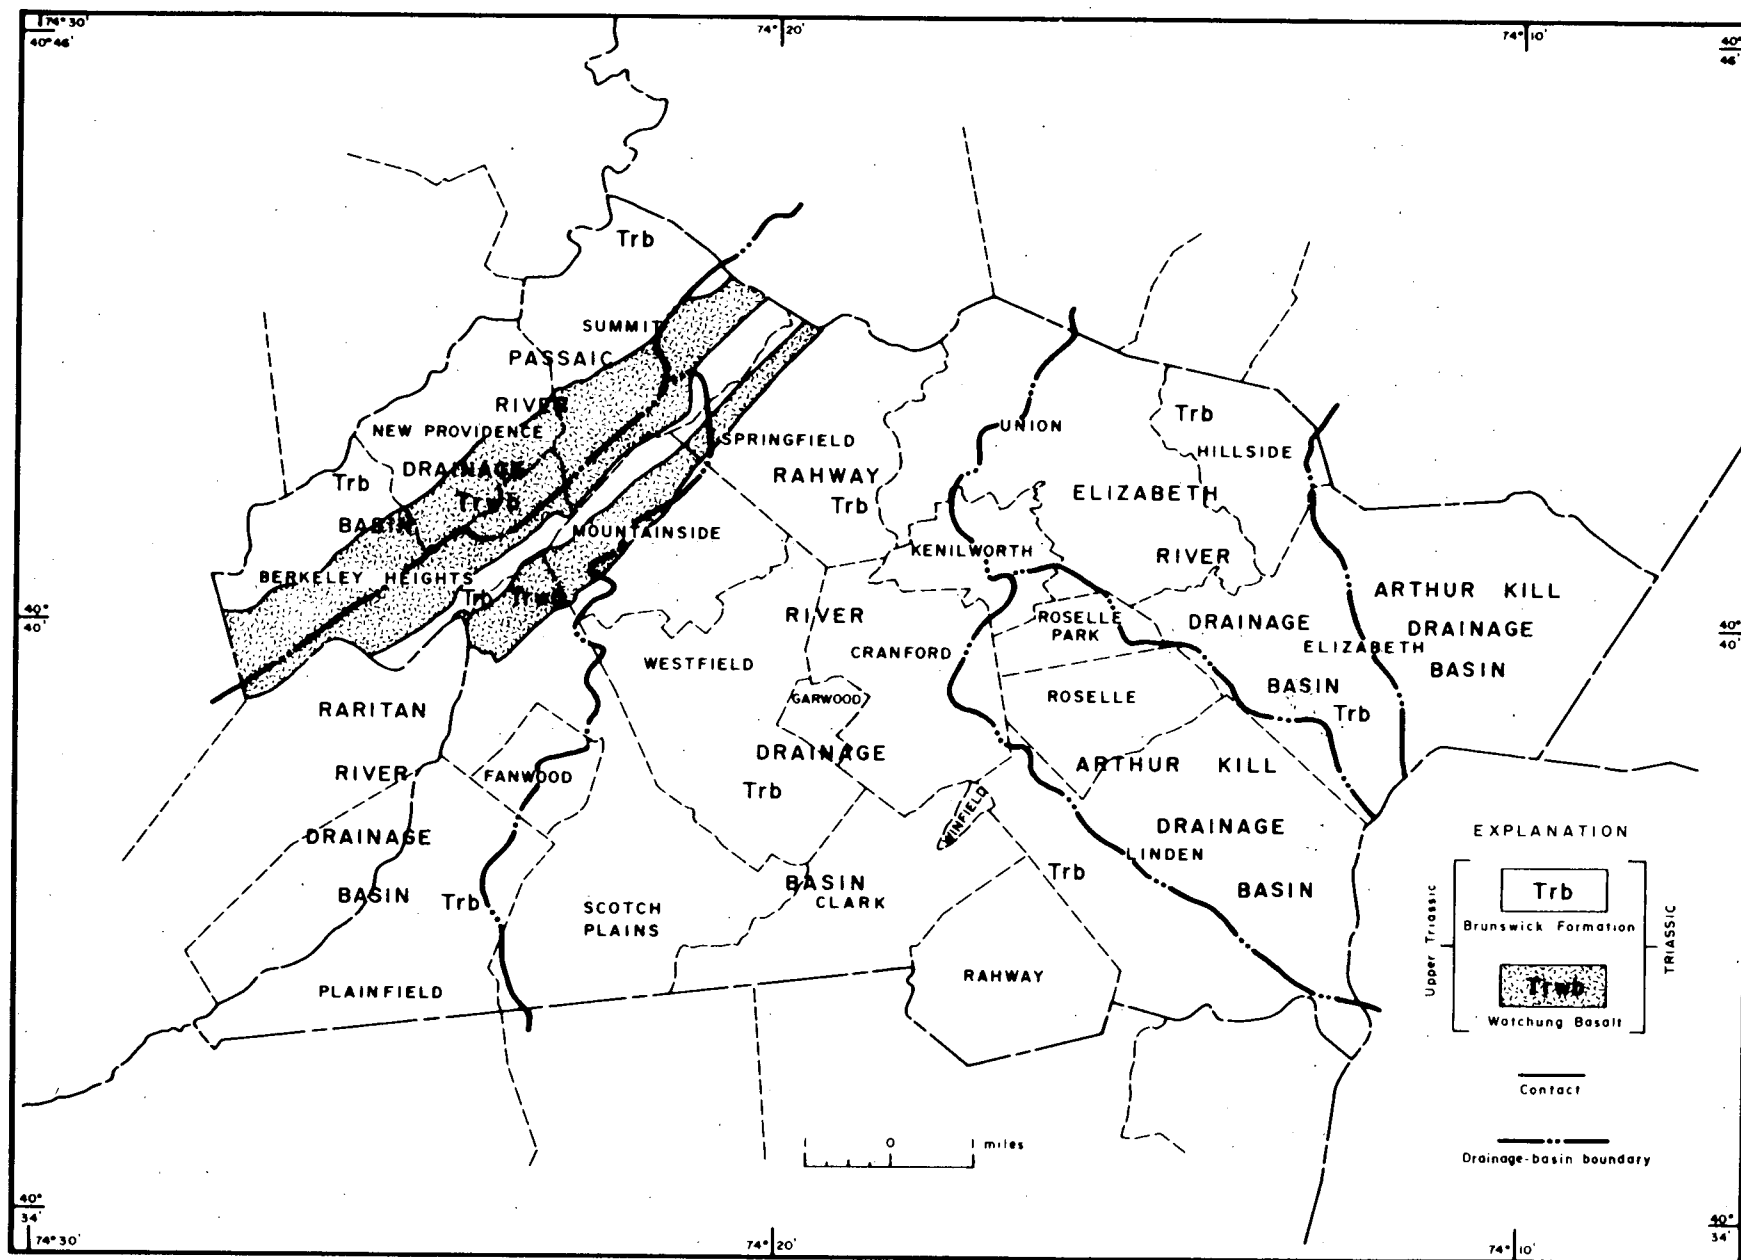 74° 30'
40° 46'
74° 20'
74° 10'
40°
46'
Trb
SUMMIT
PASSAIC
RIVER
NEW PROVIDENCE
DRAINAGE
Trb
Trwb
BASIN
BERKELEY HEIGHTS
Trb
Trwb
MOUNTAINSIDE
SPRINGFIELD
RAHWAY
Trb
UNION
Trb
HILLSIDE
ELIZABETH
KENILWORTH
RIVER
ARTHUR KILL
40°
40'
RIVER
ROSELLE
PARK
DRAINAGE
DRAINAGE
40°
40'
WESTFIELD
CRANFORD
ELIZABETH
BASIN
GARWOOD
ROSELLE
BASIN
Trb
RARITAN
RIVER
FANWOOD
DRAINAGE
Trb
ARTHUR KILL
WINFIELD
DRAINAGE
DRAINAGE
LINDEN
BASIN
Trb
SCOTCH
PLAINS
BASIN
CLARK
Trb
BASIN
PLAINFIELD
RAHWAY
EXPLANATION
Trb
Brunswick Formation
Trwb
Watchung Basalt
Upper Triassic
TRIASSIC
Contact
Drainage-basin boundary
0 1 miles
40°
34'
74° 30'
74° 20'
74° 10'
40°
34'